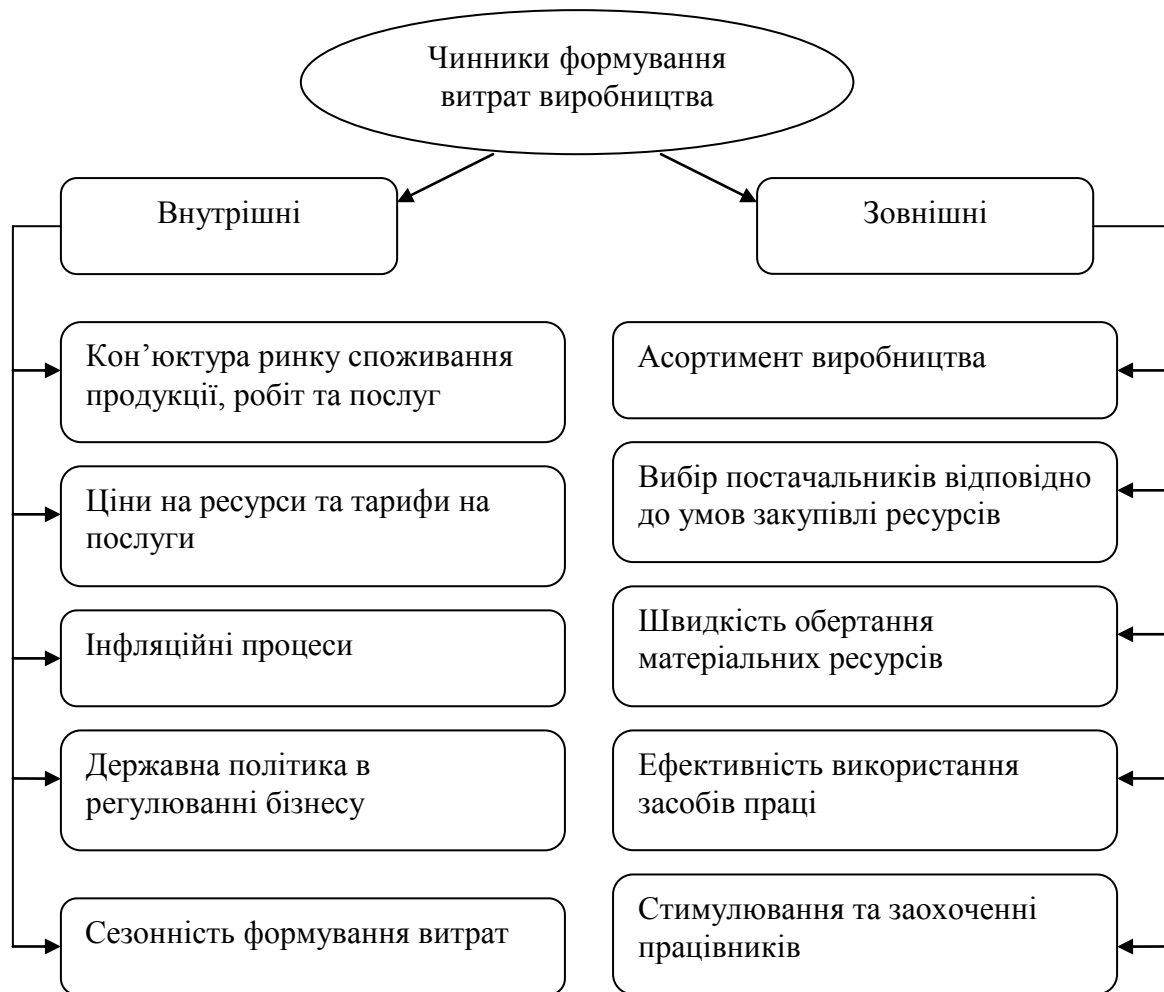 Чинники формування
витрат виробництва
Внутрішні
Зовнішні
Кон’юктура ринку споживання
продукції, робіт та послуг
Ціни на ресурси та тарифи на
послуги
Інфляційні процеси
Державна політика в
регулюванні бізнесу
Сезонність формування витрат
Асортимент виробництва
Вибір постачальників відповідно
до умов закупівлі ресурсів
Швидкість обертання
матеріальних ресурсів
Ефективність використання
засобів праці
Стимулювання та заохоченні
працівників